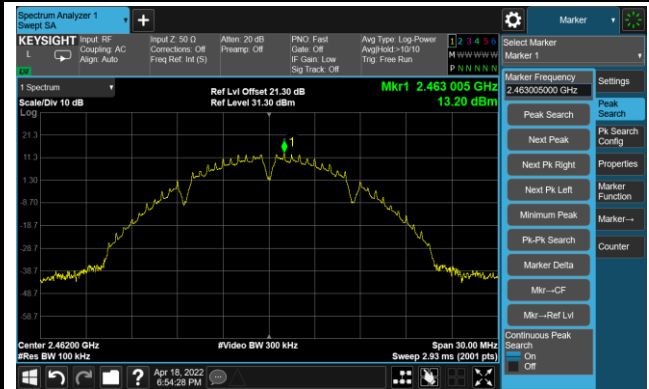 Spectrum Analyzer 1
Swept SA
Marker
KEYSIGHT
L
Input: RF
Coupling: AC
Align: Auto
Input Z: 50 Ω
Corrections: Off
Freq Ref: Int (S)
Atten: 20 dB
Preamp: Off
PNO: Fast
Gate: Off
IF Gain: Low
Sig Track: Off
Avg Type: Log-Power
Avg|Hold:>10/10
Trig: Free Run
1 2 3 4 5 6
M W W W W W
P N N N N N
Select Marker
Marker 1
1 Spectrum
Scale/Div 10 dB
Log
Ref Lvl Offset 21.30 dB
Ref Level 31.30 dBm
Mkr1 2.463 005 GHz
13.20 dBm
21.3
11.3
1.30
-8.70
-18.7
-28.7
-38.7
-48.7
-58.7
1
Center 2.46200 GHz
#Res BW 100 kHz
#Video BW 300 kHz
Span 30.00 MHz
Sweep 2.93 ms (2001 pts)
Marker Frequency
2.463005000 GHz
Peak Search
Next Peak
Next Pk Right
Next Pk Left
Minimum Peak
Pk-Pk Search
Marker Delta
Mkr→CF
Mkr→Ref Lvl
Continuous Peak
Search
On
Off
Settings
Peak
Search
Pk Search
Config
Properties
Marker
Function
Marker→
Counter
Apr 18, 2022
6:54:28 PM